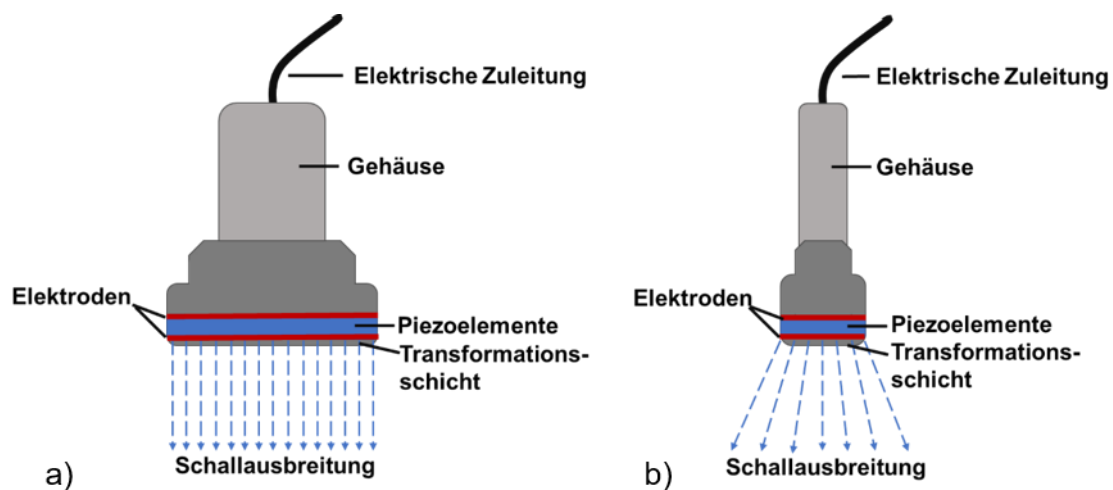 Elektrische Zuleitung
Gehäuse
Elektroden
Piezoelemente
Transformations-
schicht
Schallausbreitung
a)
Elektrische Zuleitung
Gehäuse
Elektroden
Piezoelemente
Transformations-
schicht
Schallausbreitung
b)